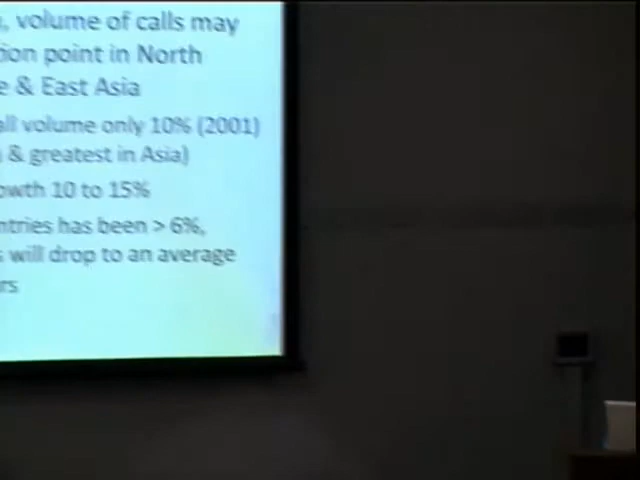 , volume of calls may
tion point in North
e & East Asia
all volume only 10% (2001)
& greatest in Asia)
owth 10 to 15%
ntries has been > 6%,
s will drop to an average
rs